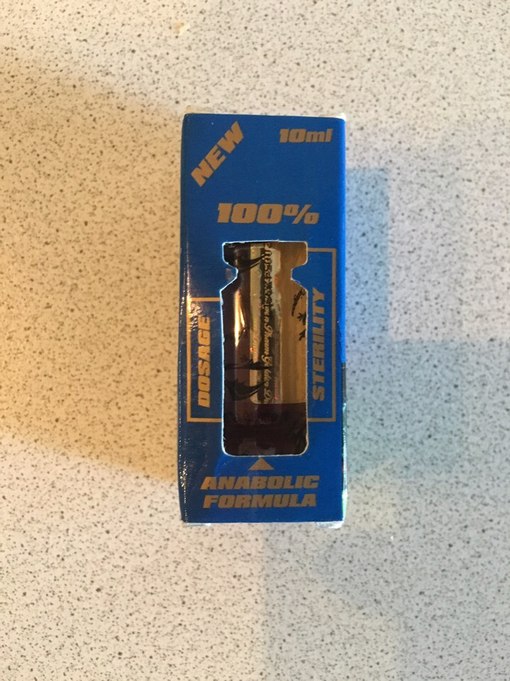 NEW
10ml
100%
DOSAGE
STERILITY
ANABOLIC
FORMULA